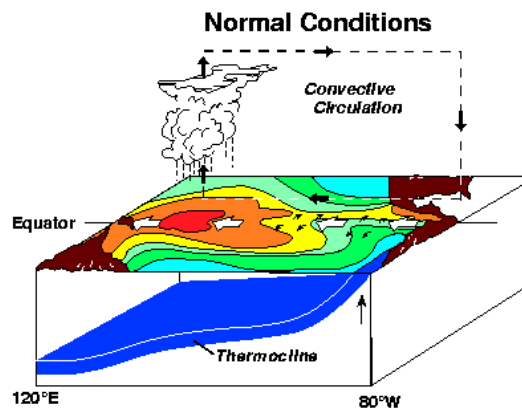 Normal Conditions
Convective
Circulation
Equator
Thermocline
120°E
80°W